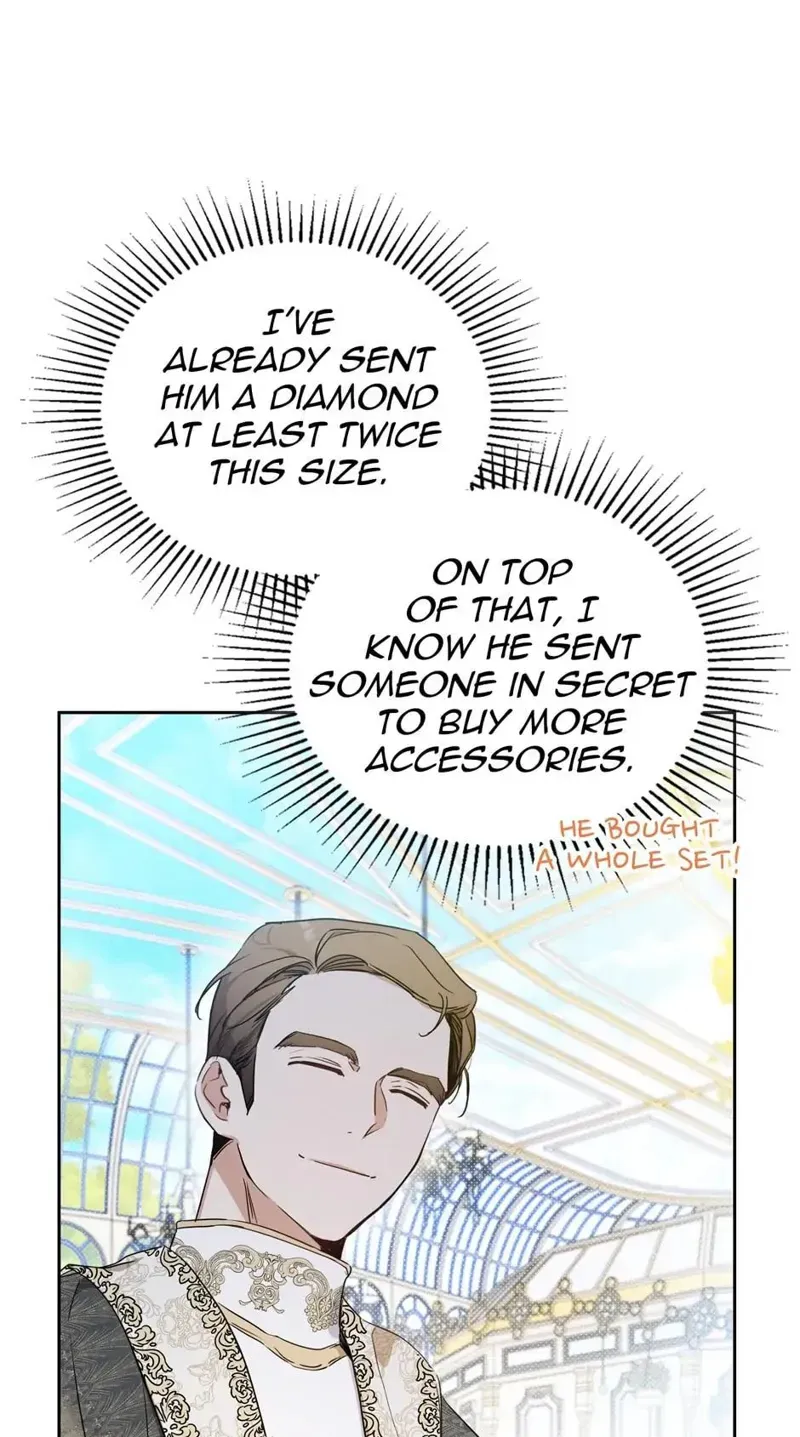 I'VE
ALREADY SENT
HIM A DIAMOND
AT LEAST TWICE
THIS SIZE.
ON TOP
OF THAT, I
KNOW HE SENT
SOMEONE IN SECRET
TO BUY MORE
ACCESSORIES.
HE BOUGHT
A WHOLE SET!